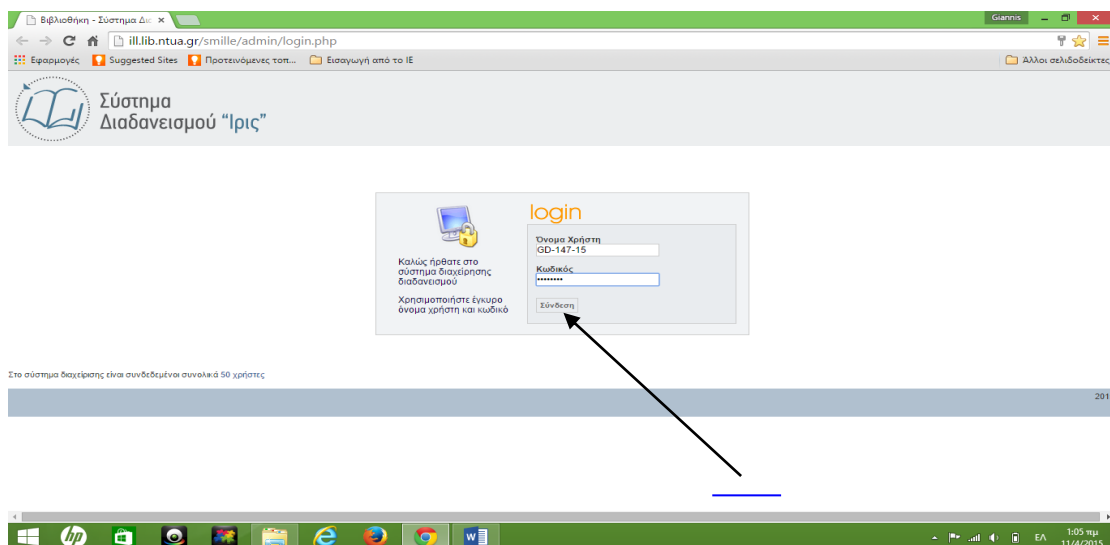 Βιβλιοθήκη - Σύστημα Δι
Giannis
ill.lib.ntua.gr/smille/admin/login.php
Εφαρμογές Suggested Sites Προτεινόμενες τοπ... Εισαγωγή από το IE Άλλοι σελιδοδείκτες
Σύστημα
Διαδανεισμού "Ιρις"
login
Όνομα Χρήστη
GD-147-15
Κωδικός
••••••••
Σύνδεση
Καλώς ήρθατε στο
σύστημα διαχείρησης
διαδανεισμού
Χρησιμοποιήστε έγκυρο
όνομα χρήστη και κωδικό
Στο σύστημα διαχείρισης είναι συνδεδεμένοι συνολικά 50 χρήστες
201
hp
ΕΛ
1:05 πμ
11/4/2015